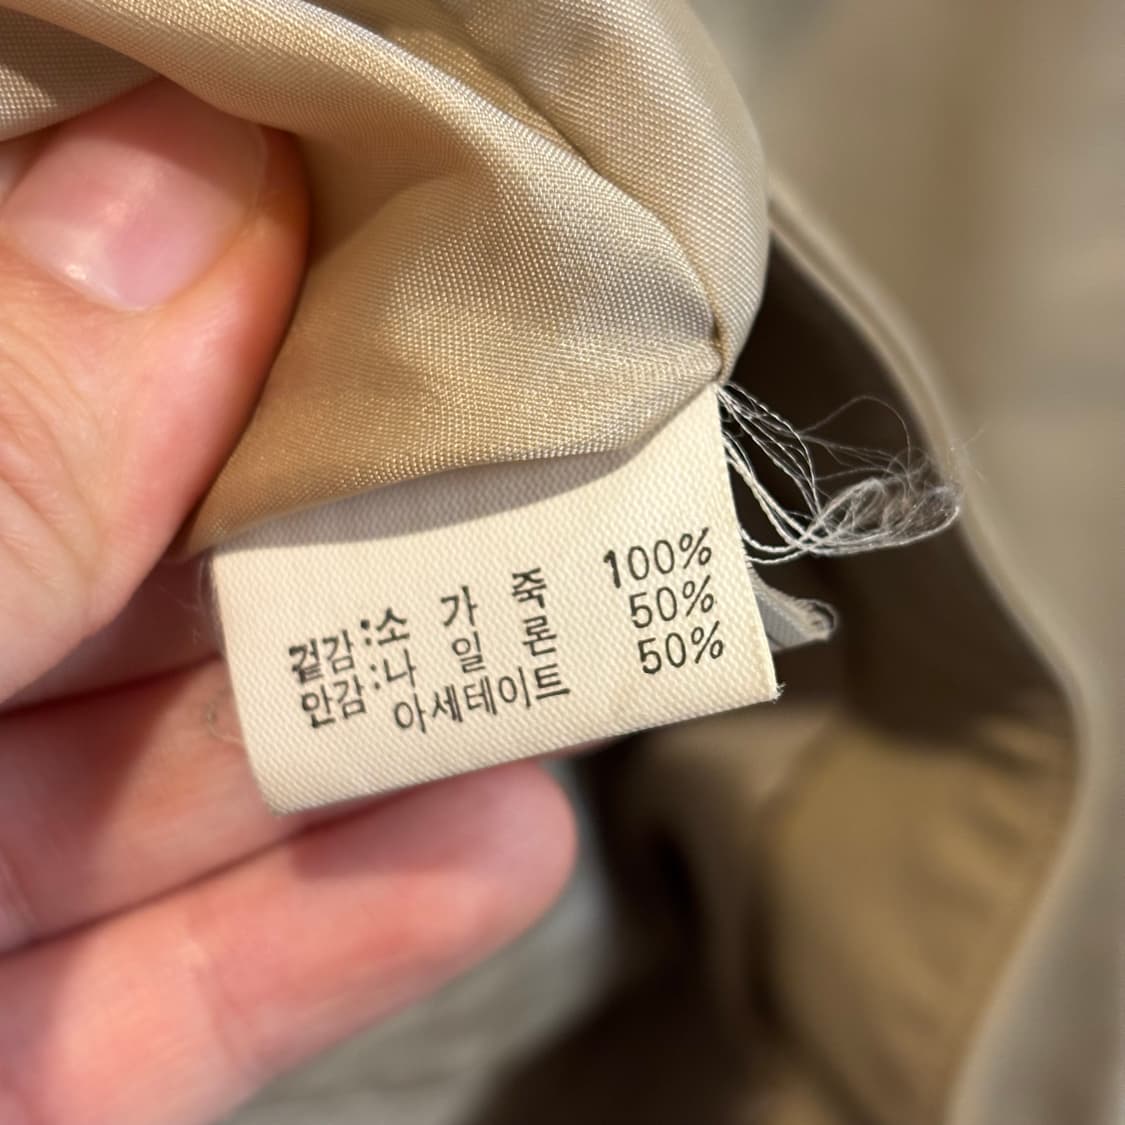 겉감:소 가 죽 100%
안감:나 일 론 50%
아세테이트 50%